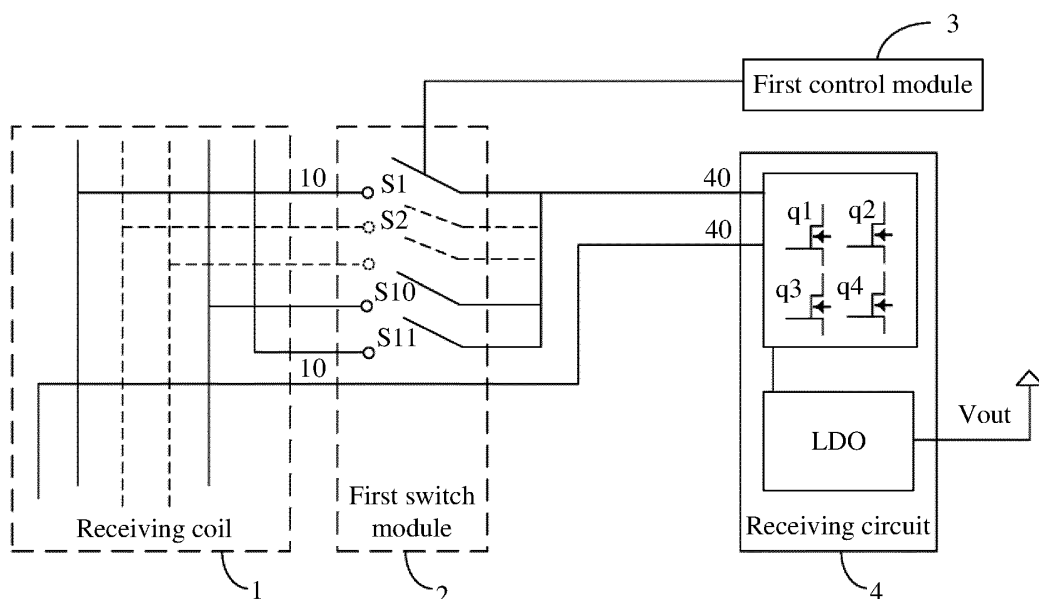 3
First control module
10
S1
40
S2
40
q1
q2
S10
q3
q4
S11
10
Vout
LDO
First switch
module
Receiving coil
Receiving circuit
1
2
4